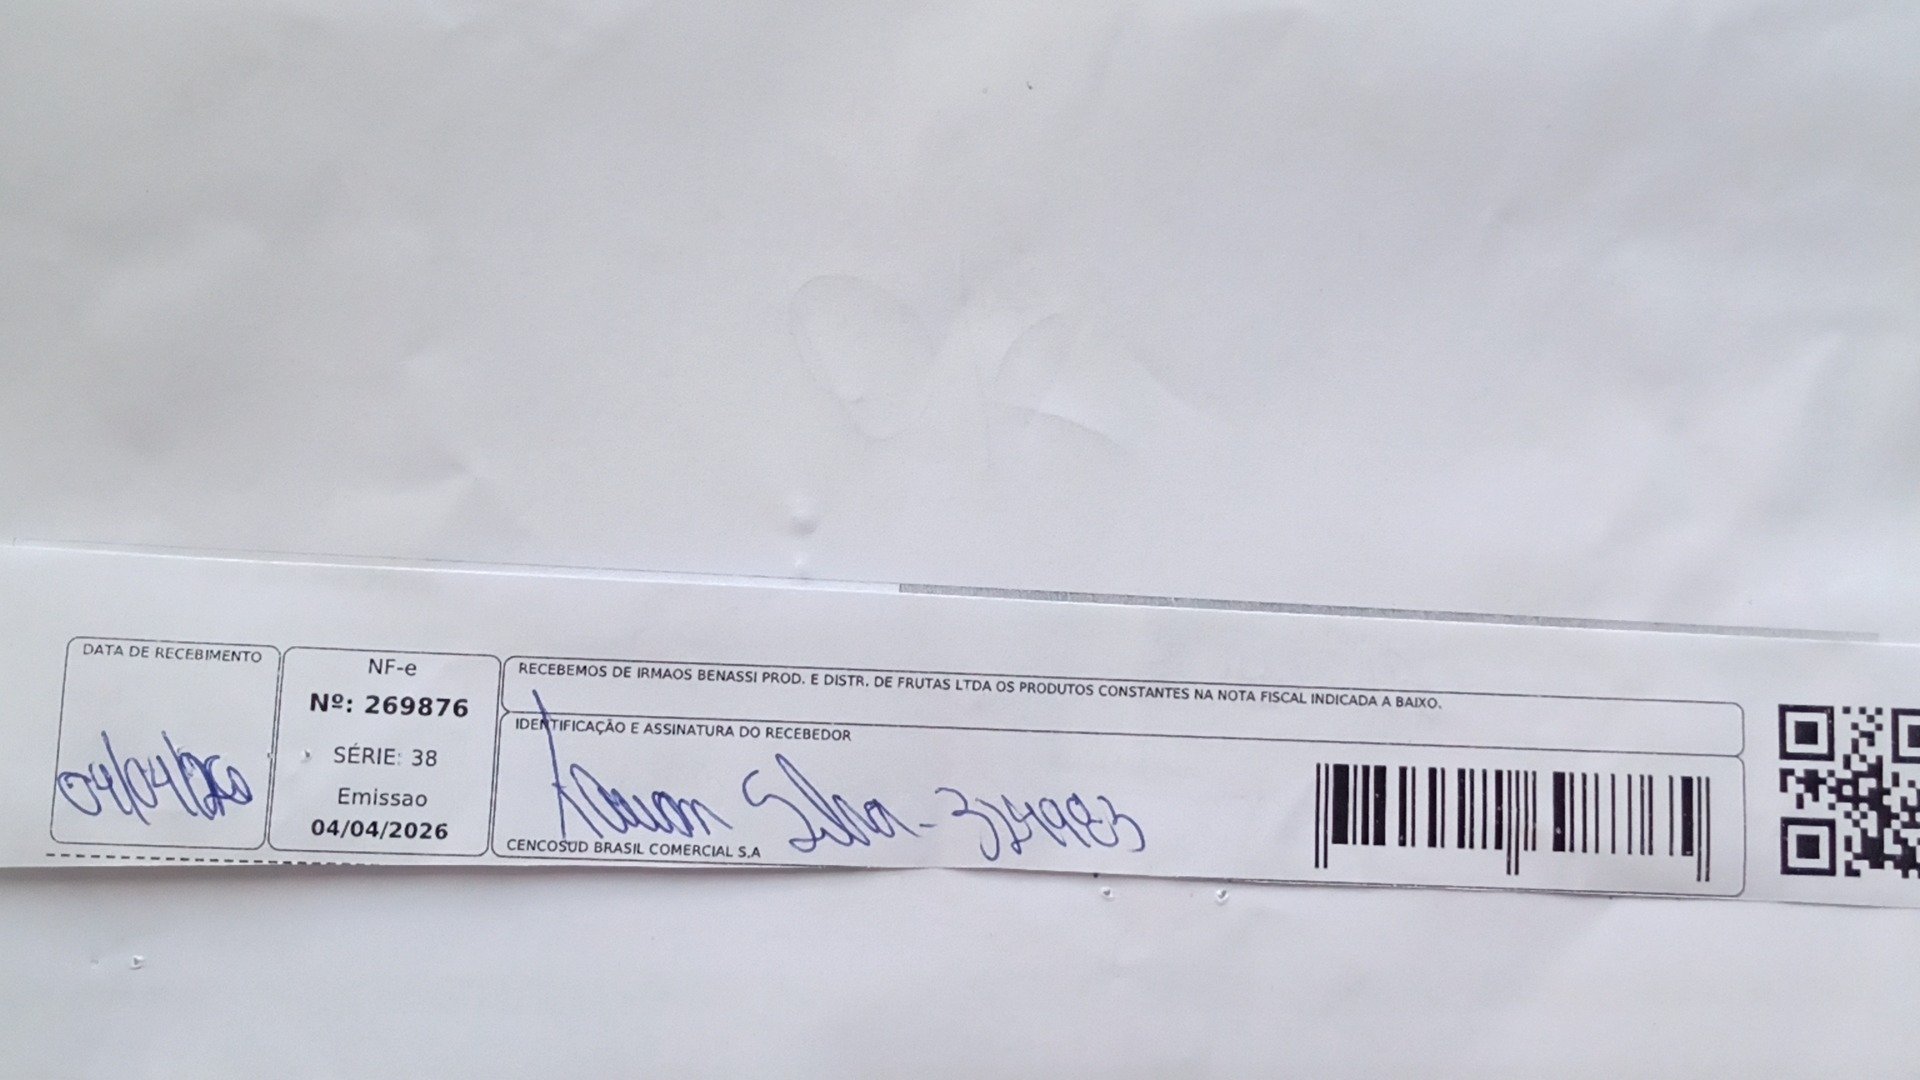 DATA DE RECEBIMENTO
04/04/26
NF-e
Nº: 269876
SÉRIE: 38
Emissao
04/04/2026
RECEBEMOS DE IRMAOS BENASSI PROD. E DISTR. DE FRUTAS LTDA OS PRODUTOS CONSTANTES NA NOTA FISCAL INDICADA A BAIXO.
IDENTIFICAÇÃO E ASSINATURA DO RECEBEDOR
Silva - 324983
CENCOSUD BRASIL COMERCIAL S.A